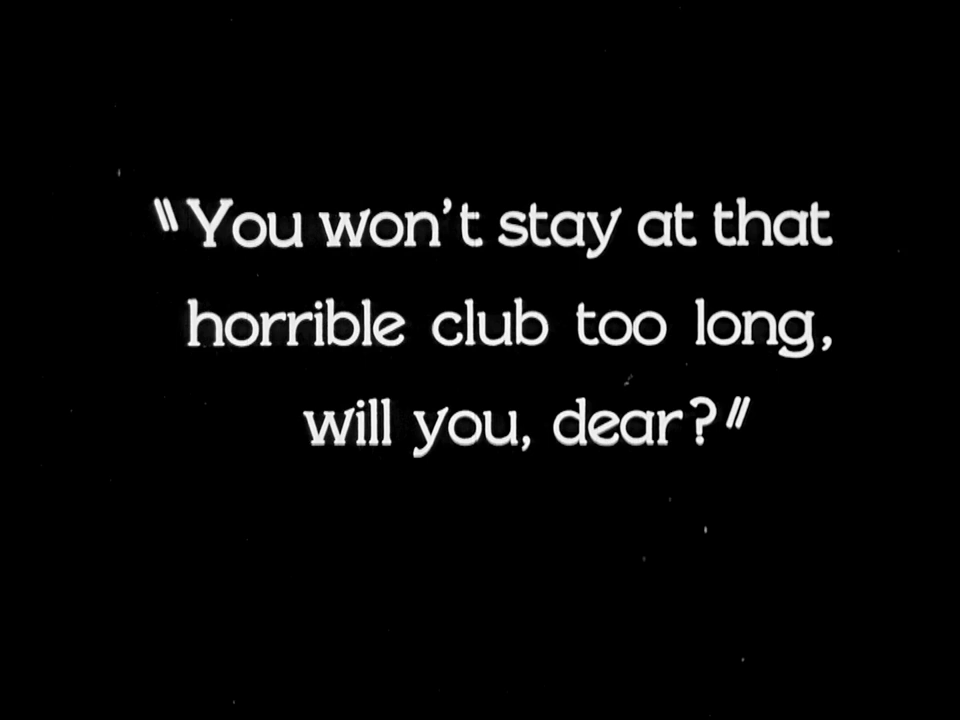 "You won't stay at that
horrible club too long,
will you, dear?"